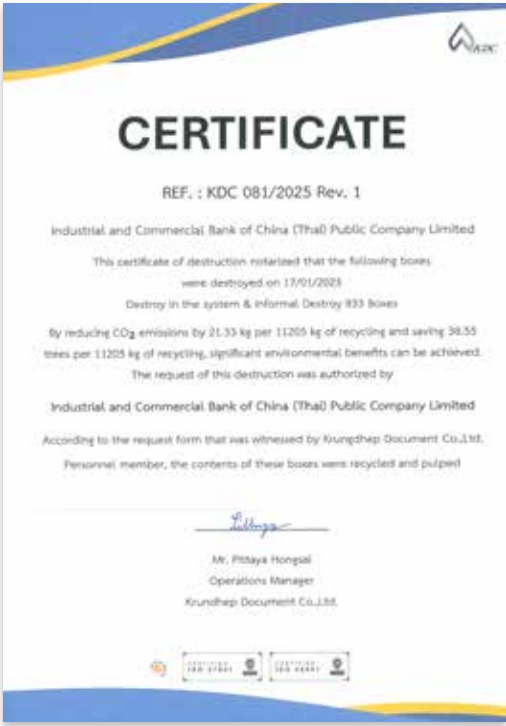 KDC
CERTIFICATE
REF. : KDC 081/2025 Rev. 1
Industrial and Commercial Bank of China (Thai) Public Company Limited
This certificate of destruction notarized that the following boxes
were destroyed on 17/01/2025
Destroy in the system & Informal Destroy 833 Boxes
By reducing CO2 emissions by 21.53 kg per 11205 kg of recycling and saving 38.55
trees per 11205 kg of recycling, significant environmental benefits can be achieved.
The request of this destruction was authorized by
Industrial and Commercial Bank of China (Thai) Public Company Limited
According to the request form that was witnessed by Krungdhep Document Co.,Ltd.
Personnel member, the contents of these boxes were recycled and pulped
Mr. Pittaya Hongsai
Operations Manager
Krundhep Document Co.,Ltd.